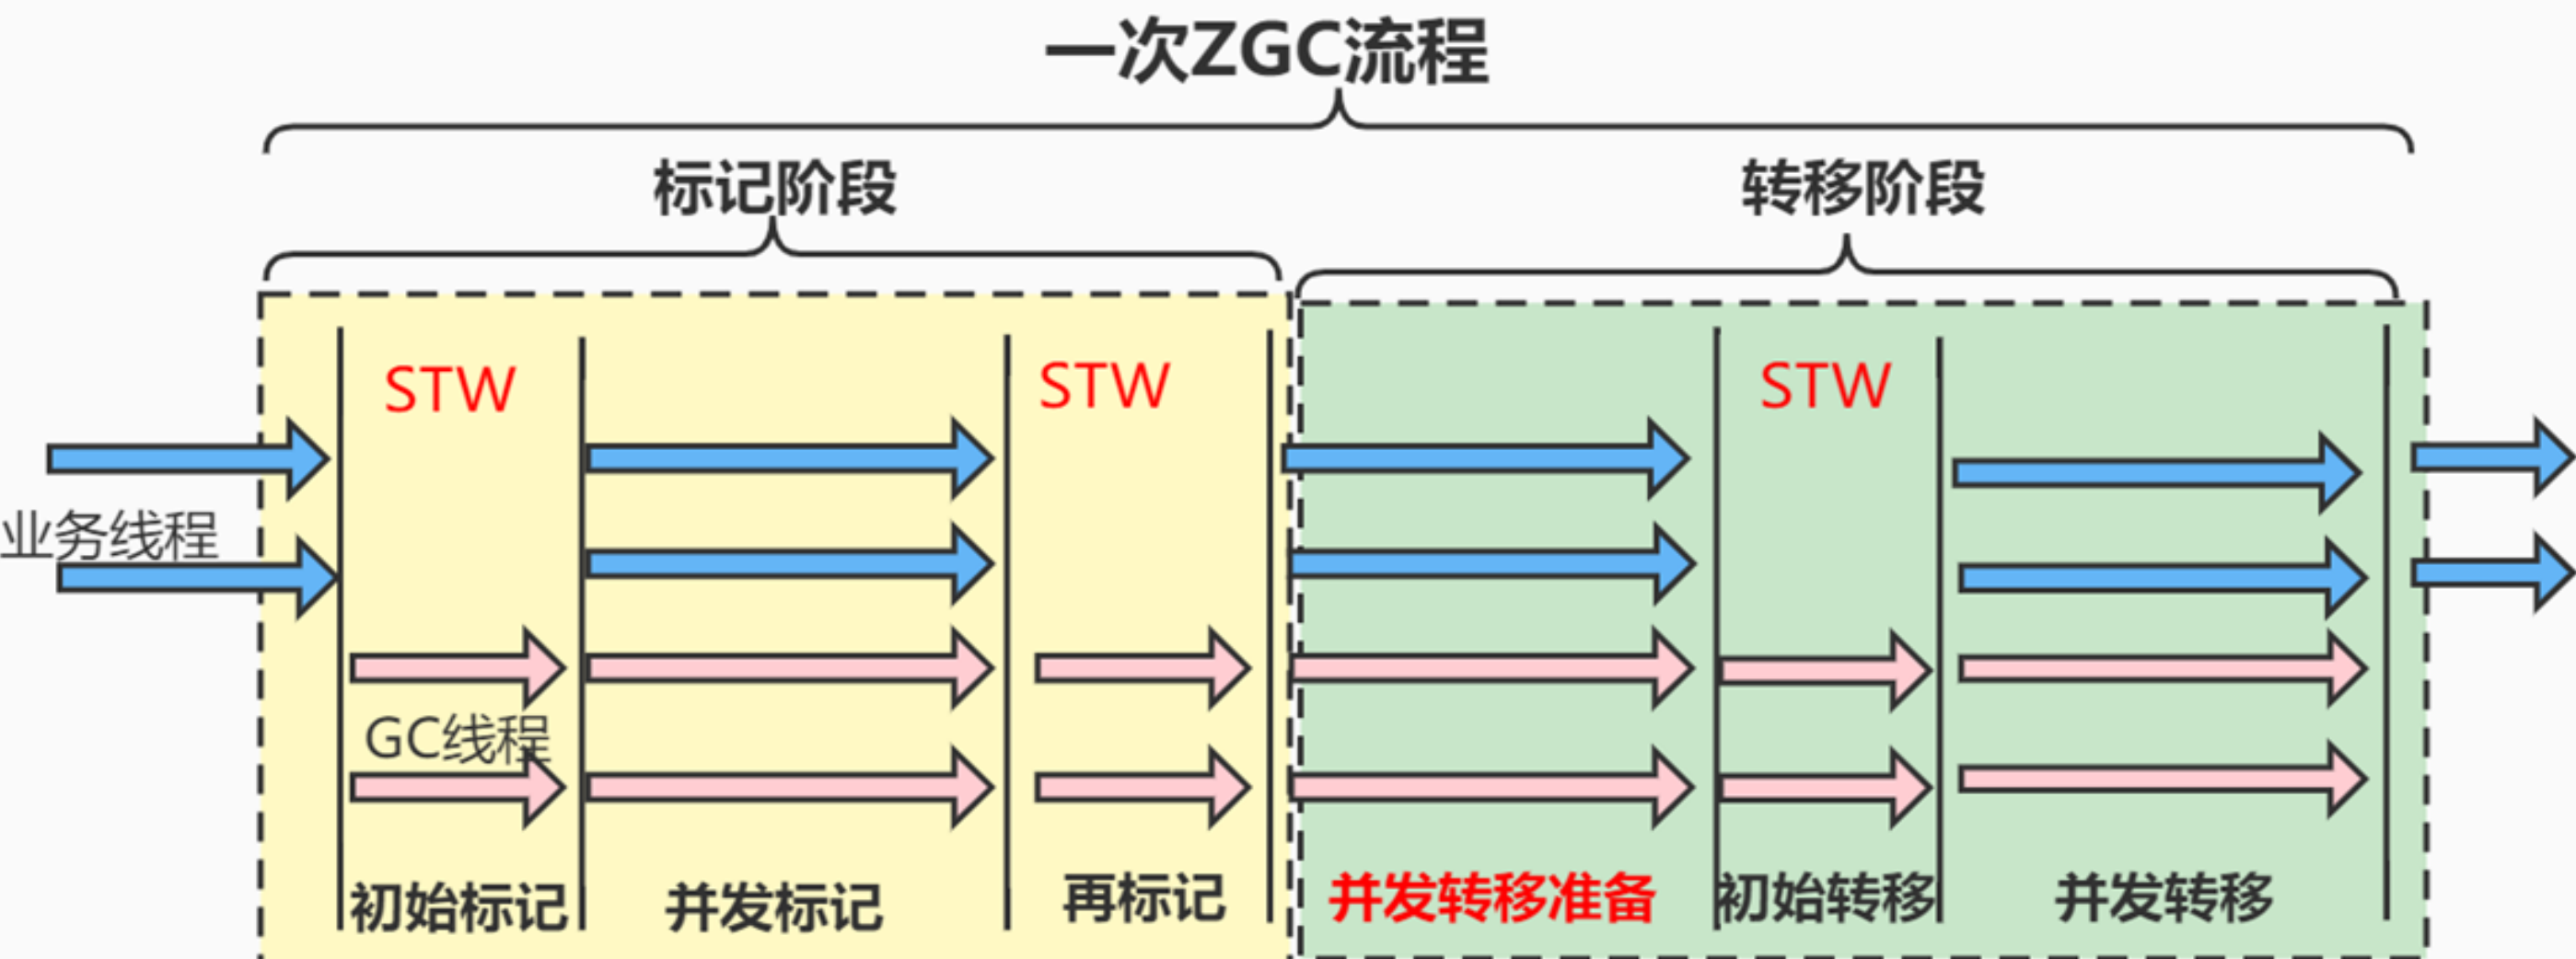 一次ZGC流程
标记阶段
转移阶段
STW
STW
STW
业务线程
GC线程
初始标记
并发标记
再标记
并发转移准备
初始转移
并发转移